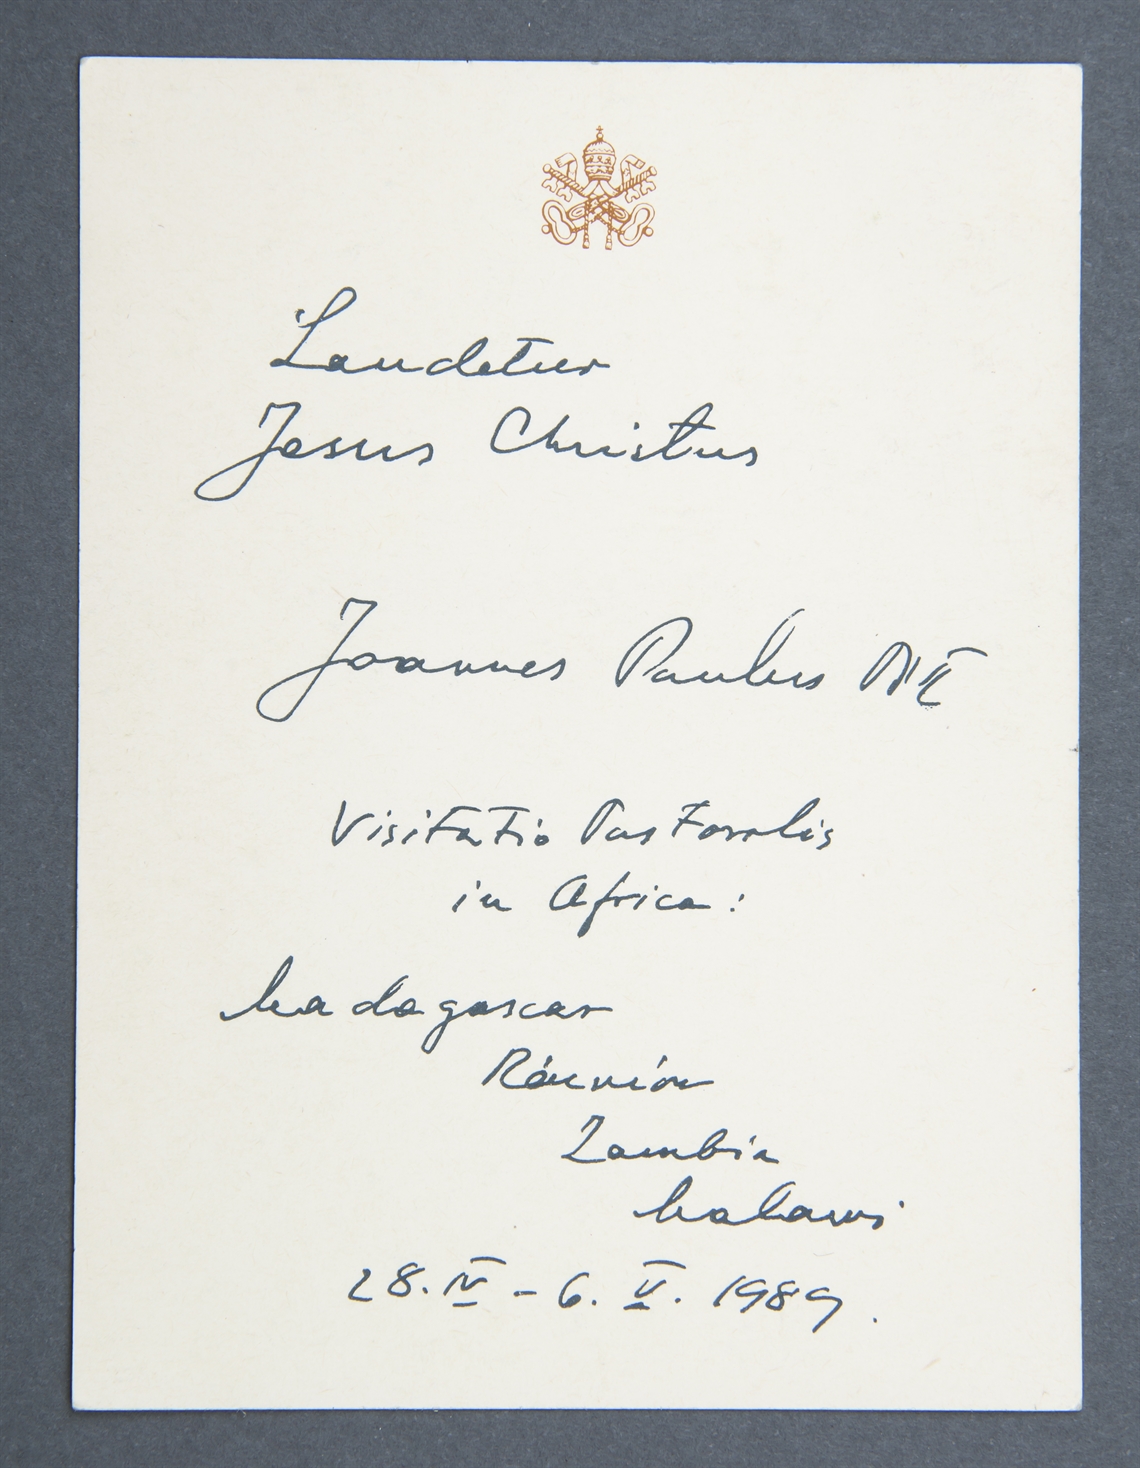 Laudetur
Jesus Christus
Joannes Paulus PP II
Visitatio Pastoralis
in Africa:
Madagascar
Réunion
Zambia
Malawi
28. IV - 6. V. 1989.